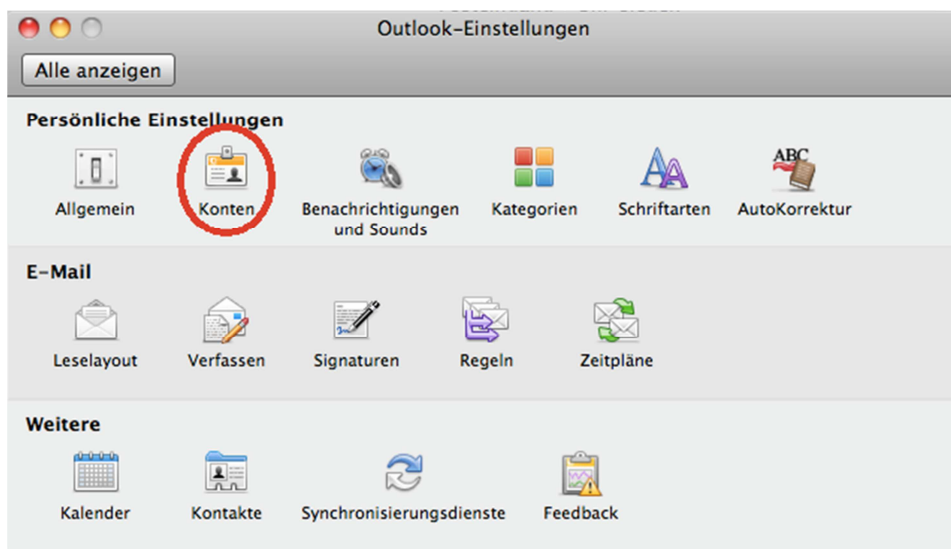 Outlook-Einstellungen
Alle anzeigen
Persönliche Einstellungen
Allgemein
Konten
Benachrichtigungen
und Sounds
Kategorien
Schriftarten
ABC
AutoKorrektur
E-Mail
Leselayout
Verfassen
Signaturen
Regeln
Zeitpläne
Weitere
Kalender
Kontakte
Synchronisierungsdienste
Feedback